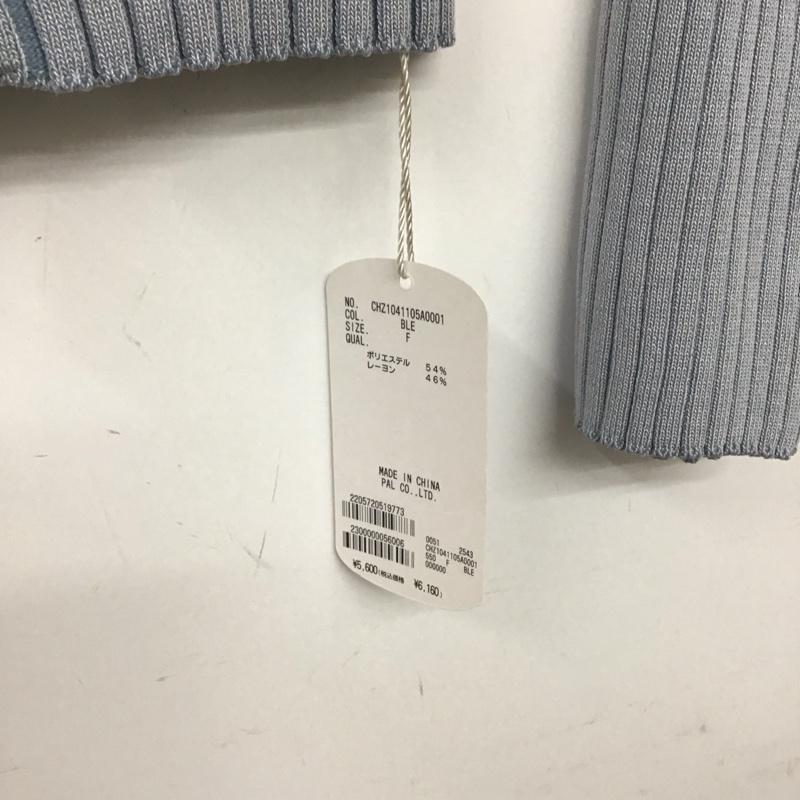 NO. CHZ1041105A0001
COL. BLE
SIZE. F
QUAL.
ポリエステル 54%
レーヨン 46%
MADE IN CHINA
PAL CO.,LTD.
2205720519773
2300000056006
0051 2543
CHZ1041105A0001
550 F BLE
000000
¥5,600(税込価格 ¥6,160)